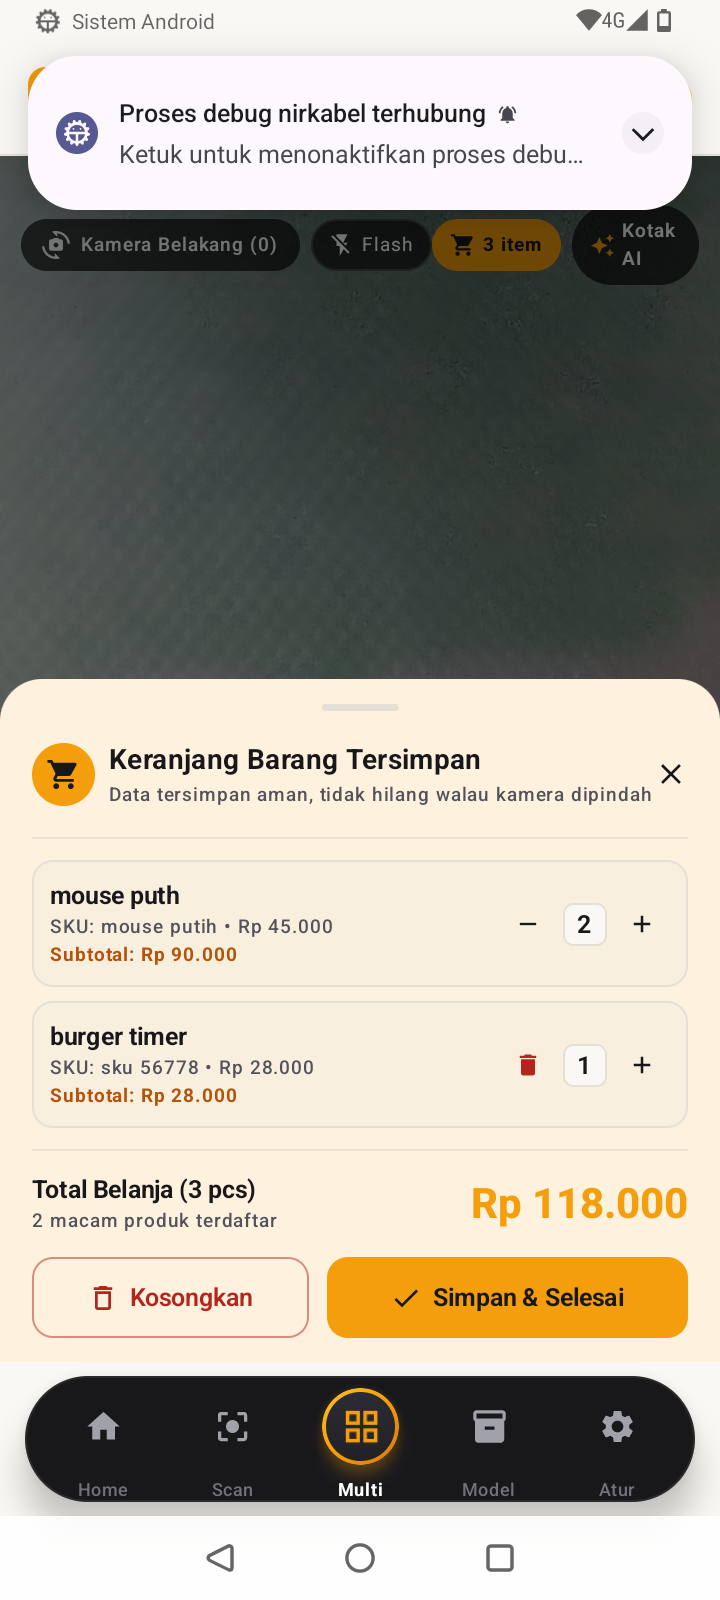 Sistem Android
4G
Proses debug nirkabel terhubung
Ketuk untuk menonaktifkan proses debu...
Kamera Belakang (0)
Flash
3 item
Kotak
AI
Keranjang Barang Tersimpan
Data tersimpan aman, tidak hilang walau kamera dipindah
mouse puth
SKU: mouse putih • Rp 45.000
Subtotal: Rp 90.000
2
burger timer
SKU: sku 56778 • Rp 28.000
Subtotal: Rp 28.000
1
Total Belanja (3 pcs)
2 macam produk terdaftar
Rp 118.000
Kosongkan
Simpan & Selesai
Home
Scan
Multi
Model
Atur